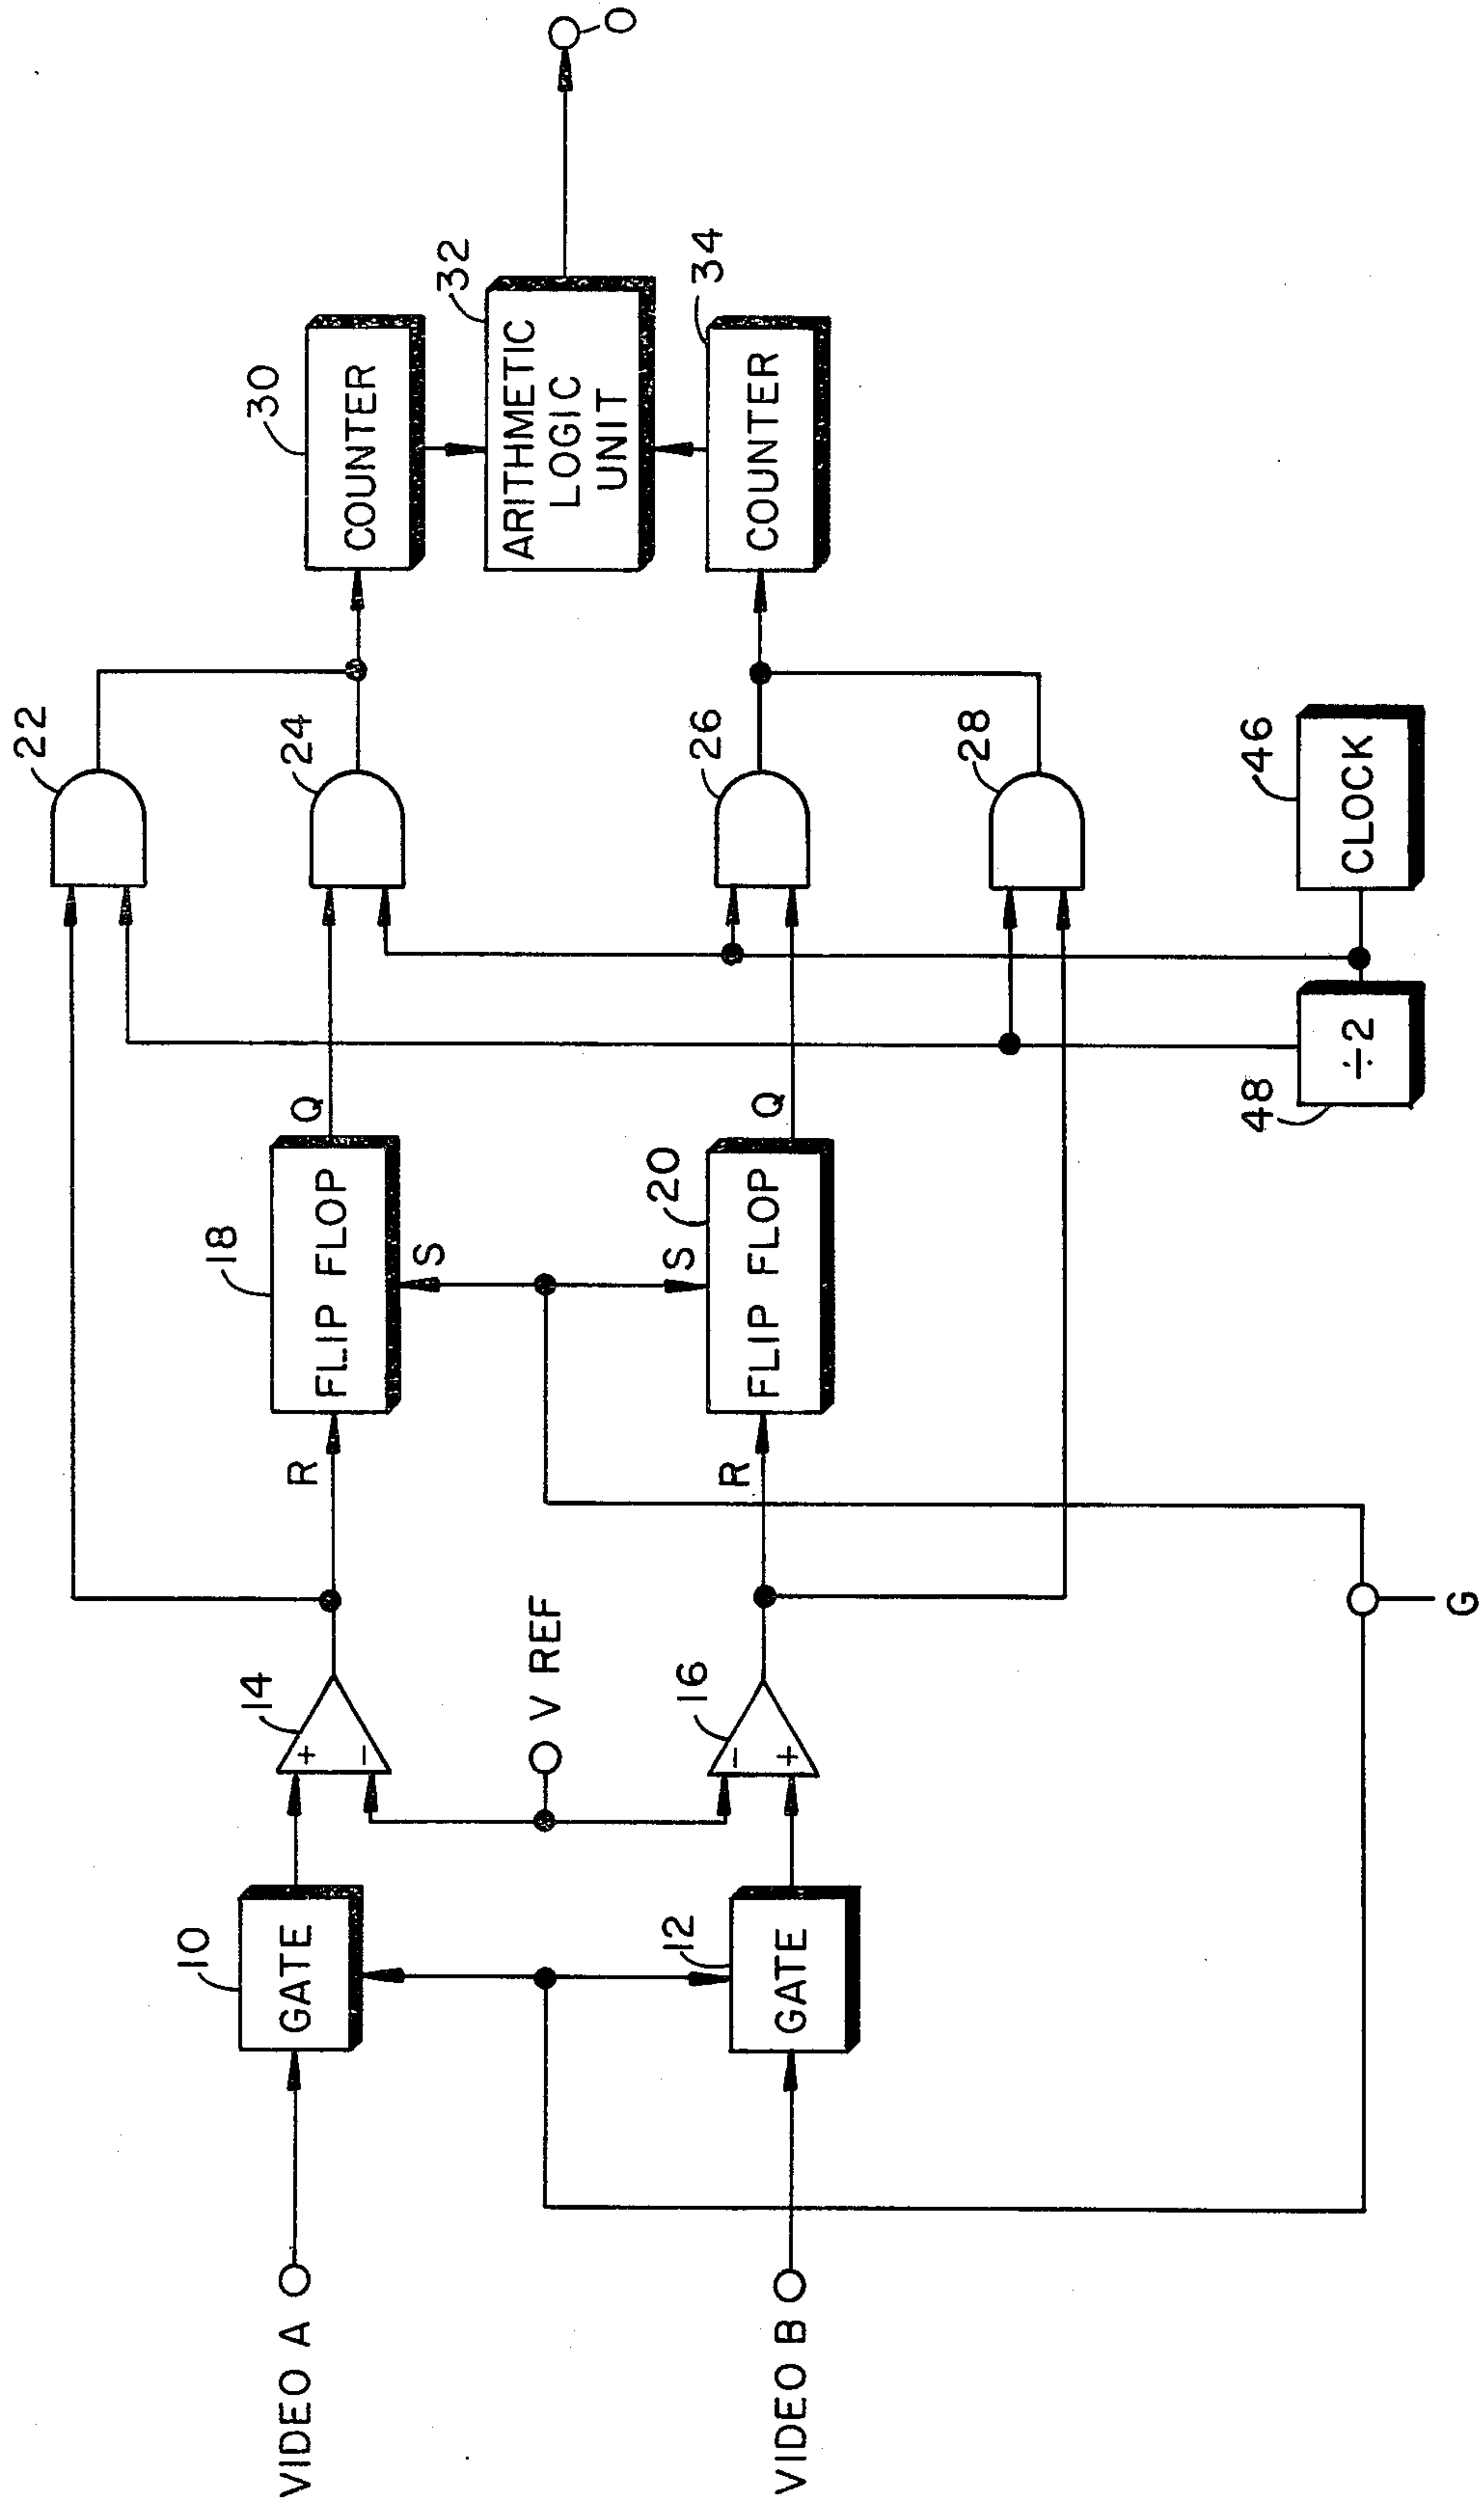 VIDEO A
VIDEO B
10
GATE
12
GATE
14
+
−
V REF
16
−
+
G
R
R
18
FLIP FLOP
S
S
20
FLIP FLOP
Q
Q
48
÷2
46
CLOCK
22
24
26
28
30
COUNTER
32
ARITHMETIC
LOGIC
UNIT
34
COUNTER
O